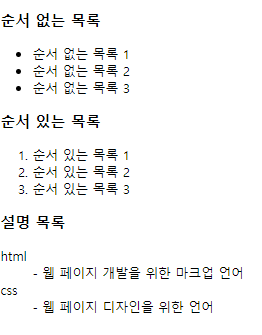 순서 없는 목록
• 순서 없는 목록 1
• 순서 없는 목록 2
• 순서 없는 목록 3
순서 있는 목록
1. 순서 있는 목록 1
2. 순서 있는 목록 2
3. 순서 있는 목록 3
설명 목록
html
- 웹 페이지 개발을 위한 마크업 언어
css
- 웹 페이지 디자인을 위한 언어